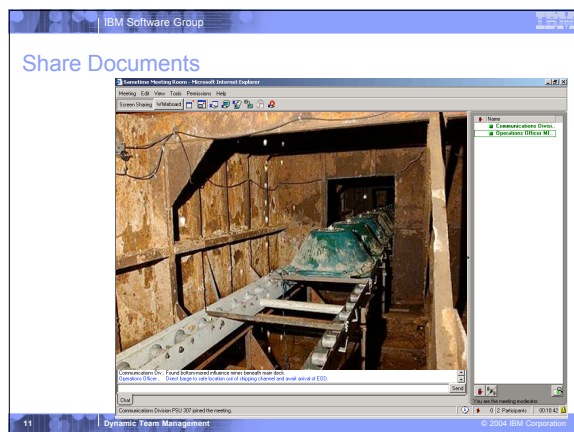 IBM Software Group
IBM
Share Documents
Sametime Meeting Room - Microsoft Internet Explorer
Meeting Edit View Tools Permissions Help
Screen Sharing Whiteboard
Name
Communications Divisi..
Operations Officer MI..
Communications Div.. Found bottom-moored influence mines beneath main deck.
Operations Officer... Direct barge to safe location out of shipping channel and await arrival of EOD.
Send
Chat
You are the meeting moderator
Communications Division PSU 307 joined the meeting.
0 2 Participants 00:10:42
11 Dynamic Team Management © 2004 IBM Corporation